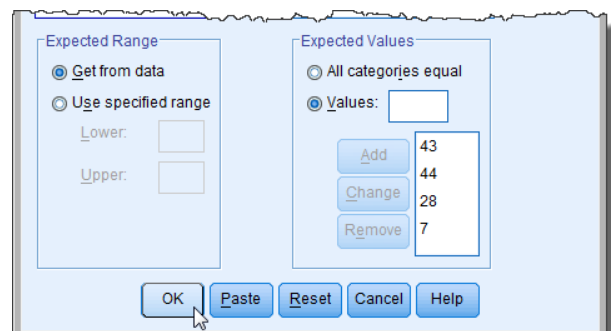 Expected Range
Get from data
Use specified range
Lower:
Upper:
Expected Values
All categories equal
Values:
Add
Change
Remove
43
44
28
7
OK
Paste
Reset
Cancel
Help